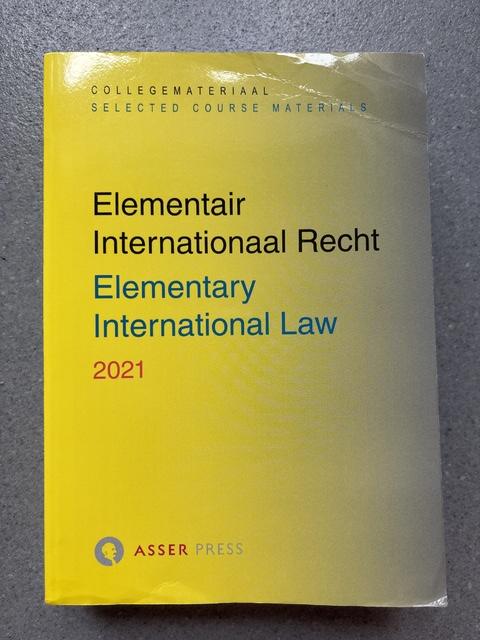 COLLEGEMATERIAAL
SELECTED COURSE MATERIALS
Elementair
Internationaal Recht
Elementary
International Law
2021
ASSER PRESS